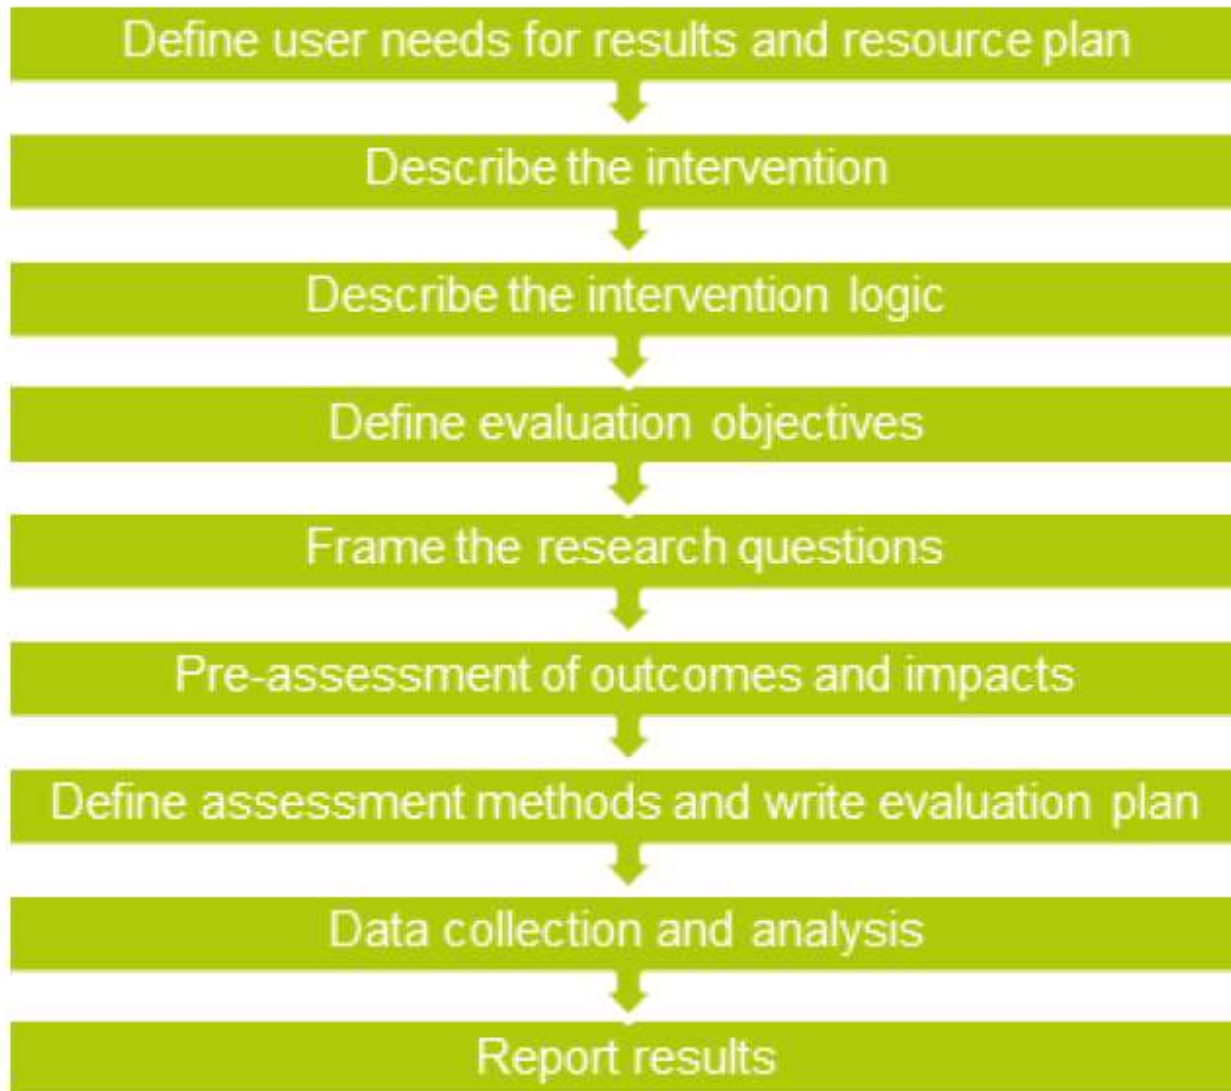 Define user needs for results and resource plan
Describe the intervention
Describe the intervention logic
Define evaluation objectives
Frame the research questions
Pre-assessment of outcomes and impacts
Define assessment methods and write evaluation plan
Data collection and analysis
Report results